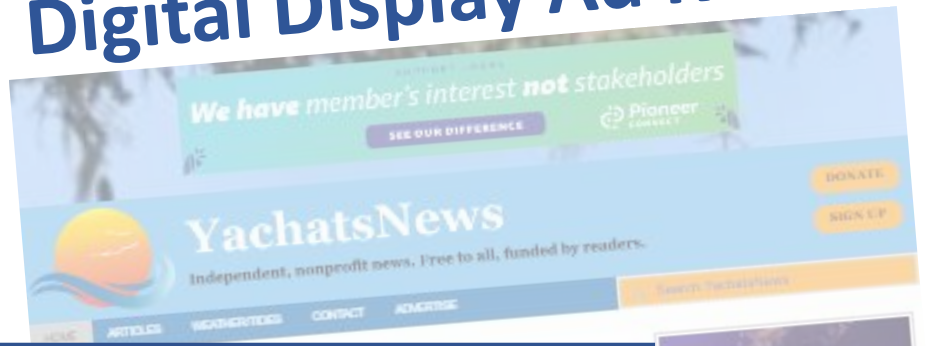 Digital Display Ad
We have member's interest not stakeholders
SEE OUR DIFFERENCE
Pioneer
CONNECT
DONATE
YachatsNews
SIGN UP
Independent, nonprofit news. Free to all, funded by readers.
Search YachatsNews
HOME ARTICLES WEATHER/TIDES CONTACT ADVERTISE